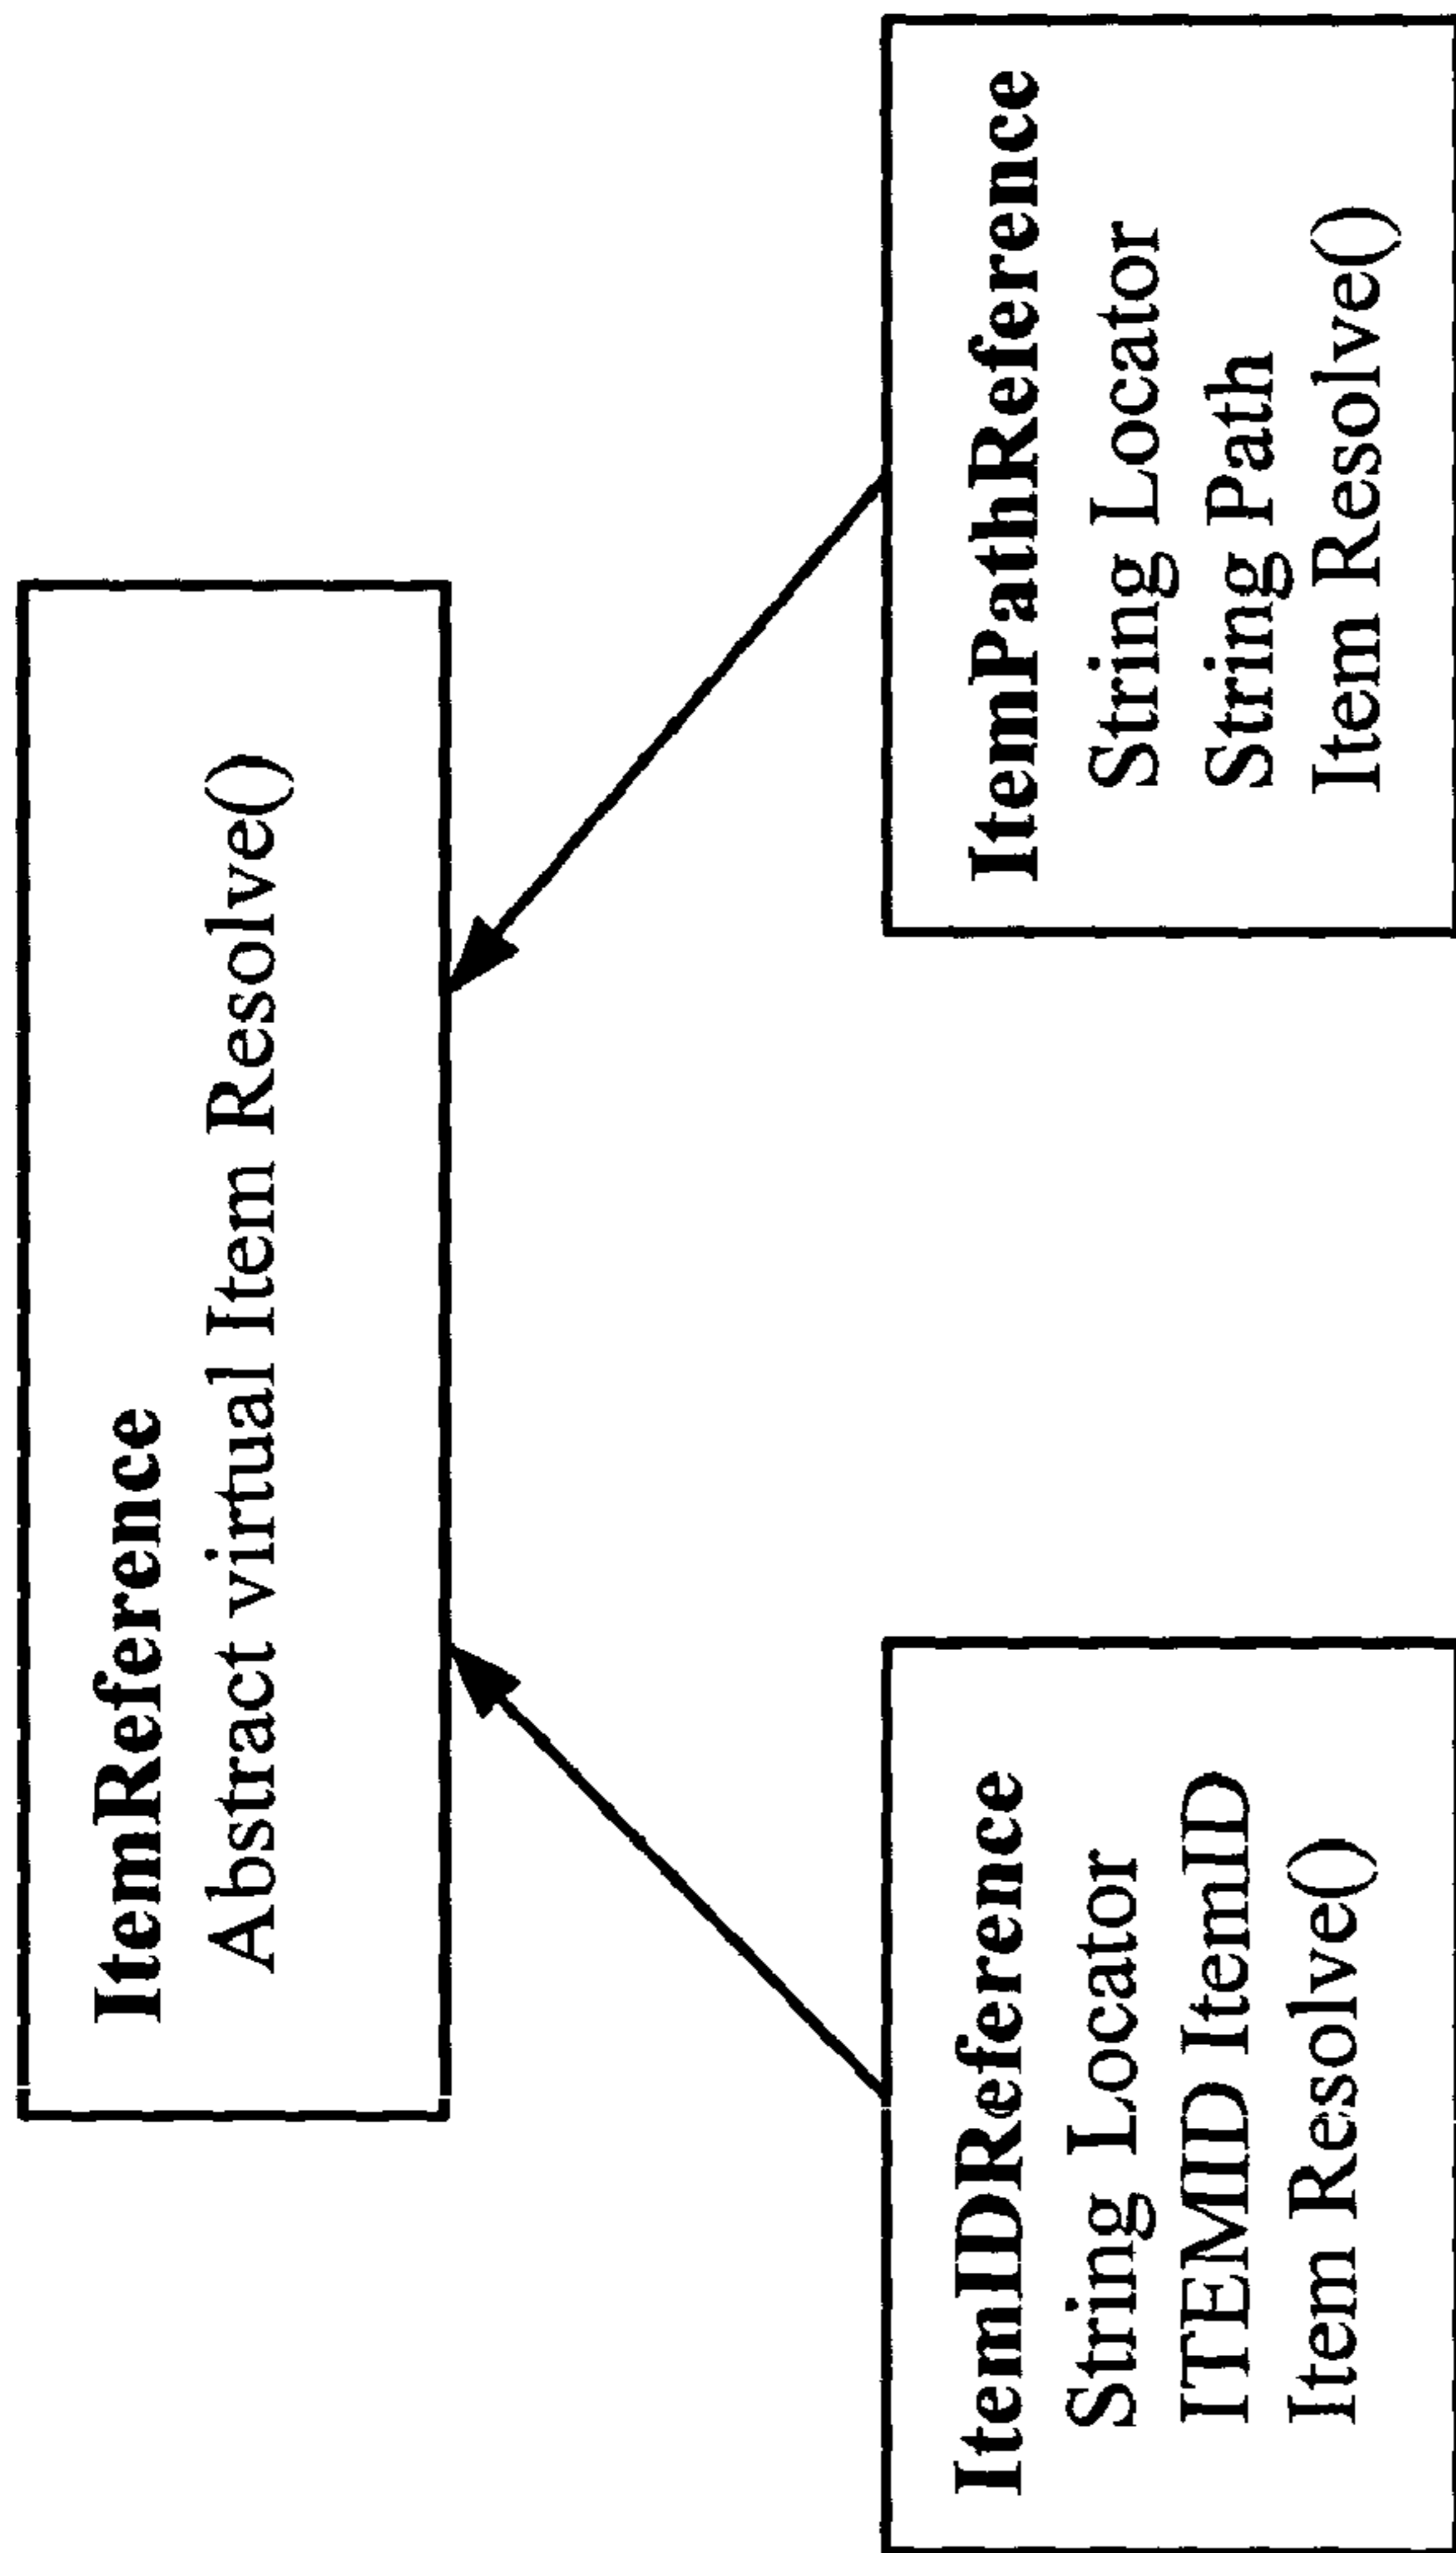 ItemReference
Abstract virtual Item Resolve()
ItemIDReference
String Locator
ITEMID ItemID
Item Resolve()
ItemPathReference
String Locator
String Path
Item Resolve()